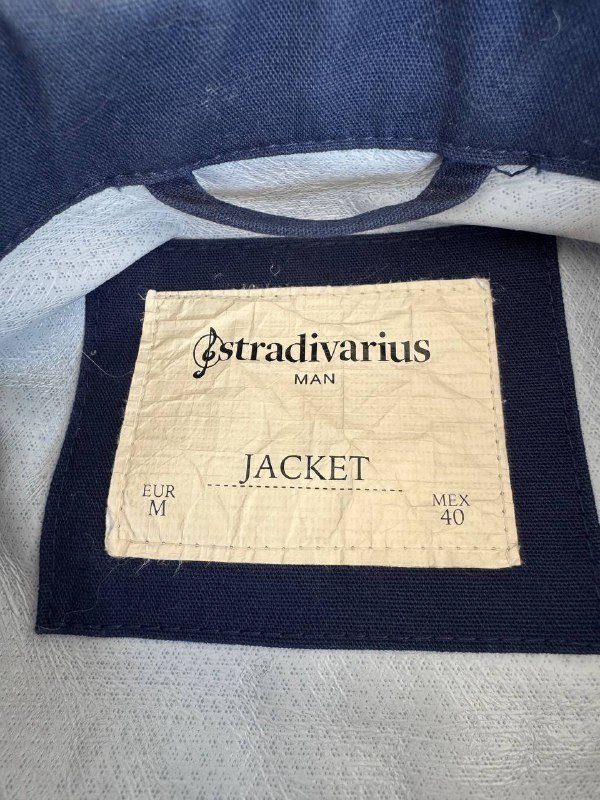 stradivarius
MAN
JACKET
EUR
M
MEX
40